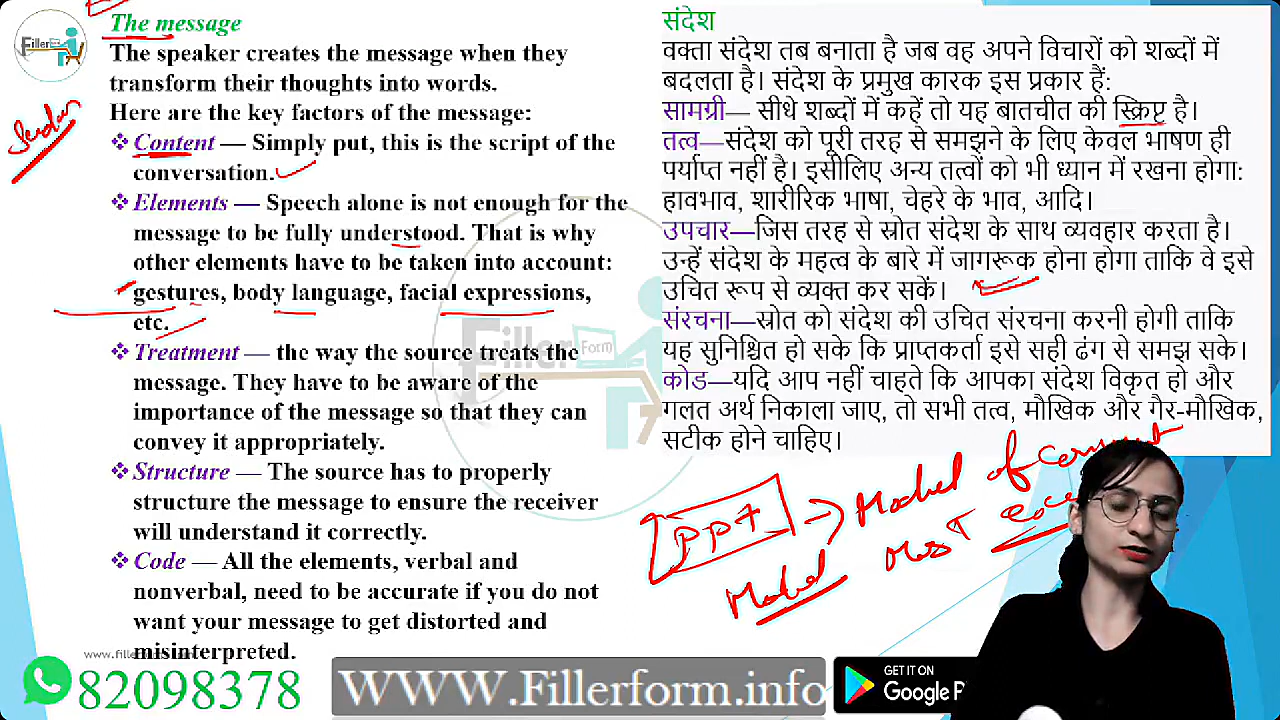 The message
The speaker creates the message when they
transform their thoughts into words.
Here are the key factors of the message:
❖ Content — Simply put, this is the script of the
conversation.
❖ Elements — Speech alone is not enough for the
message to be fully understood. That is why
other elements have to be taken into account:
gestures, body language, facial expressions,
etc.
❖ Treatment — the way the source treats the
message. They have to be aware of the
importance of the message so that they can
convey it appropriately.
❖ Structure — The source has to properly
structure the message to ensure the receiver
will understand it correctly.
❖ Code — All the elements, verbal and
nonverbal, need to be accurate if you do not
want your message to get distorted and
misinterpreted.
संदेश
वक्ता संदेश तब बनाता है जब वह अपने विचारों को शब्दों में
बदलता है। संदेश के प्रमुख कारक इस प्रकार हैं:
सामग्री— सीधे शब्दों में कहें तो यह बातचीत की स्क्रिप्ट है।
तत्व—संदेश को पूरी तरह से समझने के लिए केवल भाषण ही
पर्याप्त नहीं है। इसीलिए अन्य तत्वों को भी ध्यान में रखना होगा:
हावभाव, शारीरिक भाषा, चेहरे के भाव, आदि।
उपचार—जिस तरह से स्रोत संदेश के साथ व्यवहार करता है।
उन्हें संदेश के महत्व के बारे में जागरूक होना होगा ताकि वे इसे
उचित रूप से व्यक्त कर सकें।
संरचना—स्रोत को संदेश की उचित संरचना करनी होगी ताकि
यह सुनिश्चित हो सके कि प्राप्तकर्ता इसे सही ढंग से समझ सके।
कोड—यदि आप नहीं चाहते कि आपका संदेश विकृत हो और
गलत अर्थ निकाला जाए, तो सभी तत्व, मौखिक और गैर-मौखिक,
सटीक होने चाहिए।
ppt
Model of
Most
Model
Filler Form
82098378
WWW.Fillerform.info
GET IT ON
Google P